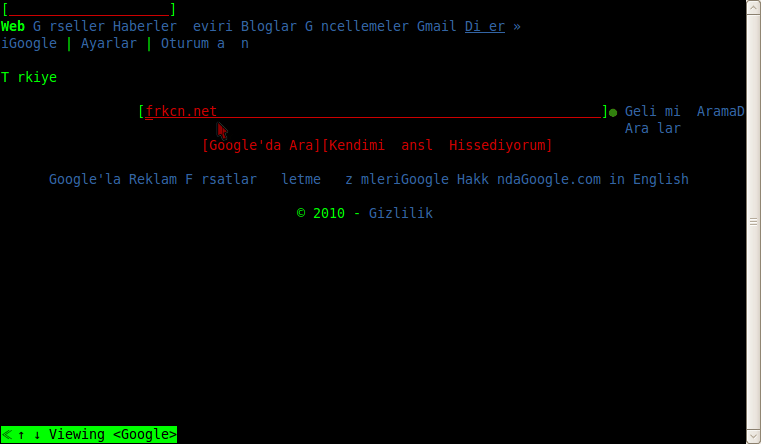 [____________________]
Web G rseller Haberler  eviri Bloglar G ncellemeler Gmail Di er »
iGoogle | Ayarlar | Oturum a  n
T rkiye
[frkcn.net________________________________________________] Geli mi  AramaD
Ara lar
[Google'da Ara][Kendimi  ansl  Hissediyorum]
Google'la Reklam F rsatlar   letme   z mleriGoogle Hakk ndaGoogle.com in English
© 2010 - Gizlilik
≪ ↑ ↓ Viewing <Google>